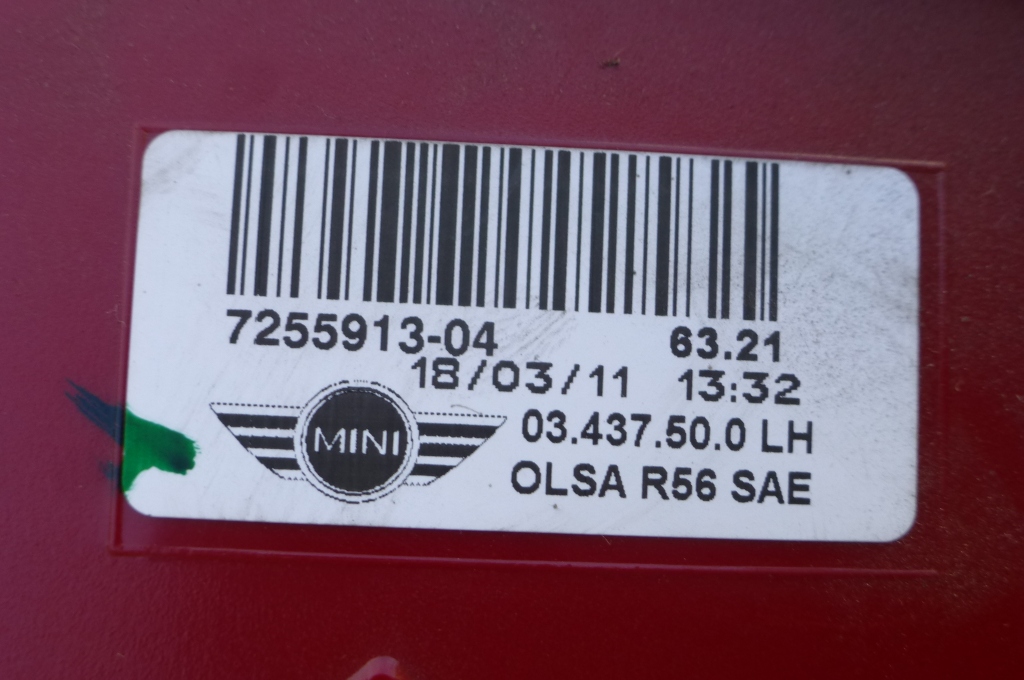 7255913-04 63.21
18/03/11 13:32
03.437.50.0 LH
MINI
OLSA R56 SAE